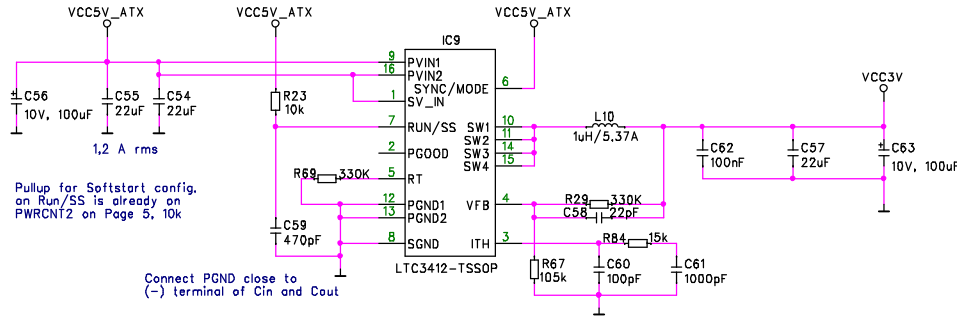 VCC5V_ATX
VCC5V_ATX
VCC5V_ATX
IC9
VCC3V
9 PVIN1
16 PVIN2
SYNC/MODE 6
1 SV_IN
C56
10V, 100uF
C55
22uF
C54
22uF
R23
10k
1,2 A rms
7 RUN/SS
2 PGOOD
5 RT
12 PGND1
13 PGND2
8 SGND
SW1 10
SW2 11
SW3 14
SW4 15
VFB 4
ITH 3
LTC3412-TSSOP
L10
1uH/5.37A
C62
100nF
C57
22uF
C63
10V, 100uF
R69 330K
R29 330K
C58 22pF
Pullup for Softstart config.
on Run/SS is already on
PWRCNT2 on Page 5, 10k
C59
470pF
R84 15k
R67
105k
C60
100pF
C61
1000pF
Connect PGND close to
(-) terminal of Cin and Cout